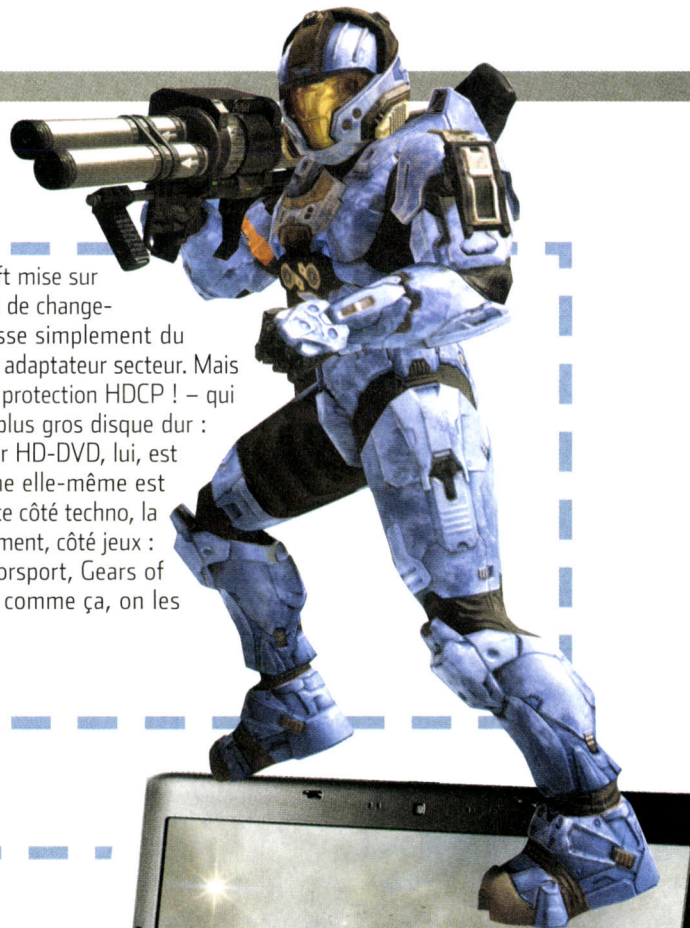 ft mise sur
de change-
sse simplement du
adaptateur secteur. Mais
protection HDCP ! – qui
plus gros disque dur :
r HD-DVD, lui, est
ne elle-même est
ce côté techno, la
ment, côté jeux :
orsport, Gears of
comme ça, on les